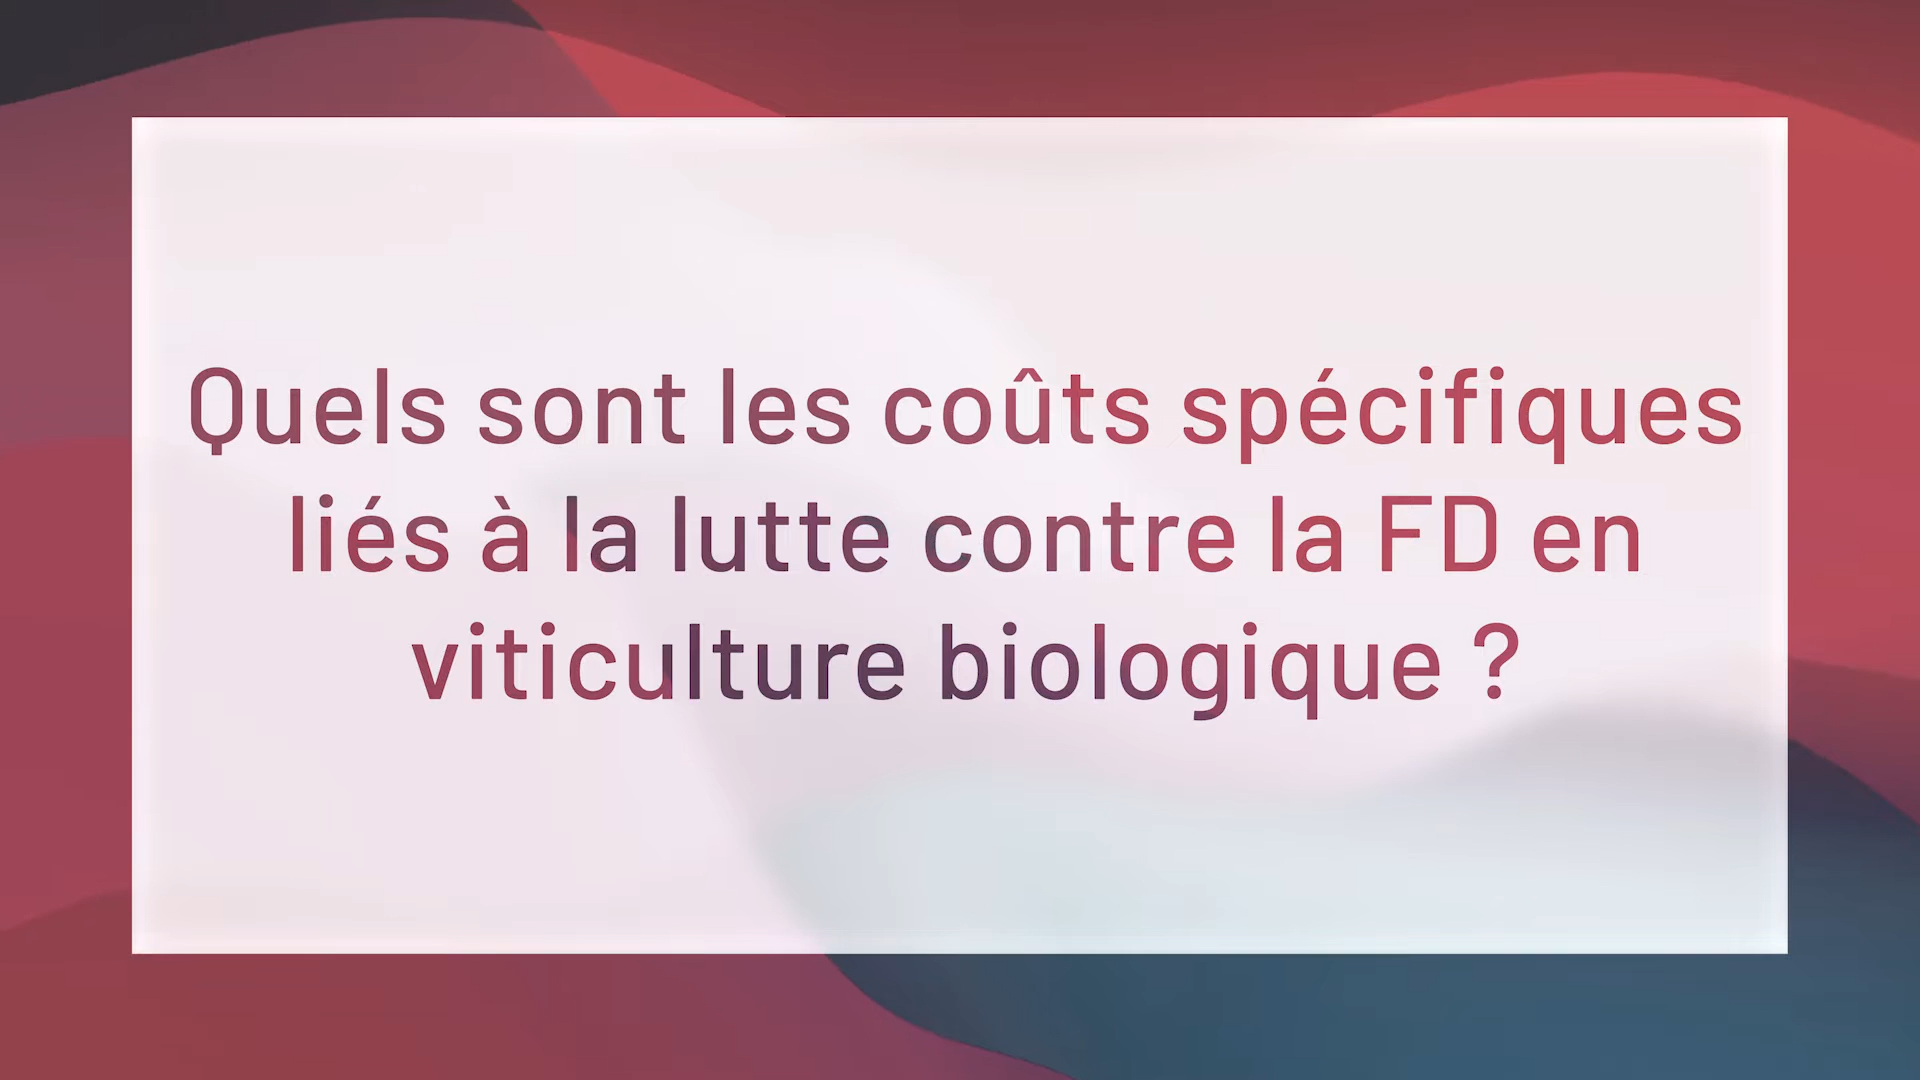 Quels sont les coûts spécifiques
liés à la lutte contre la FD en
viticulture biologique ?